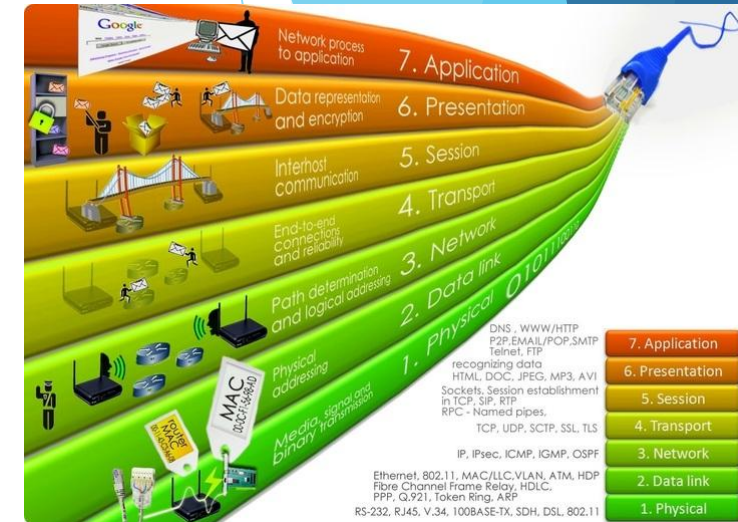 Google
Network process
to application
7. Application
Data representation
and encryption
6. Presentation
Interhost
communication
5. Session
End-to-end
connections
and reliability
4. Transport
Path determination
and logical addressing
3. Network
Physical
addressing
2. Data link
Media, signal and
binary transmission
1. Physical
MAC
router
MAC
DNS , WWW/HTTP
P2P,EMAIL/POP,SMTP
Telnet, FTP
7. Application
recognizing data
HTML, DOC, JPEG, MP3, AVI
6. Presentation
Sockets, Session establishment
in TCP, SIP, RTP
RPC - Named pipes,
5. Session
TCP, UDP, SCTP, SSL, TLS
4. Transport
IP, IPsec, ICMP, IGMP, OSPF
3. Network
Ethernet, 802.11, MAC/LLC,VLAN, ATM, HDP
Fibre Channel Frame Relay, HDLC,
PPP, Q.921, Token Ring, ARP
2. Data link
RS-232, RJ45, V.34, 100BASE-TX, SDH, DSL, 802.11
1. Physical